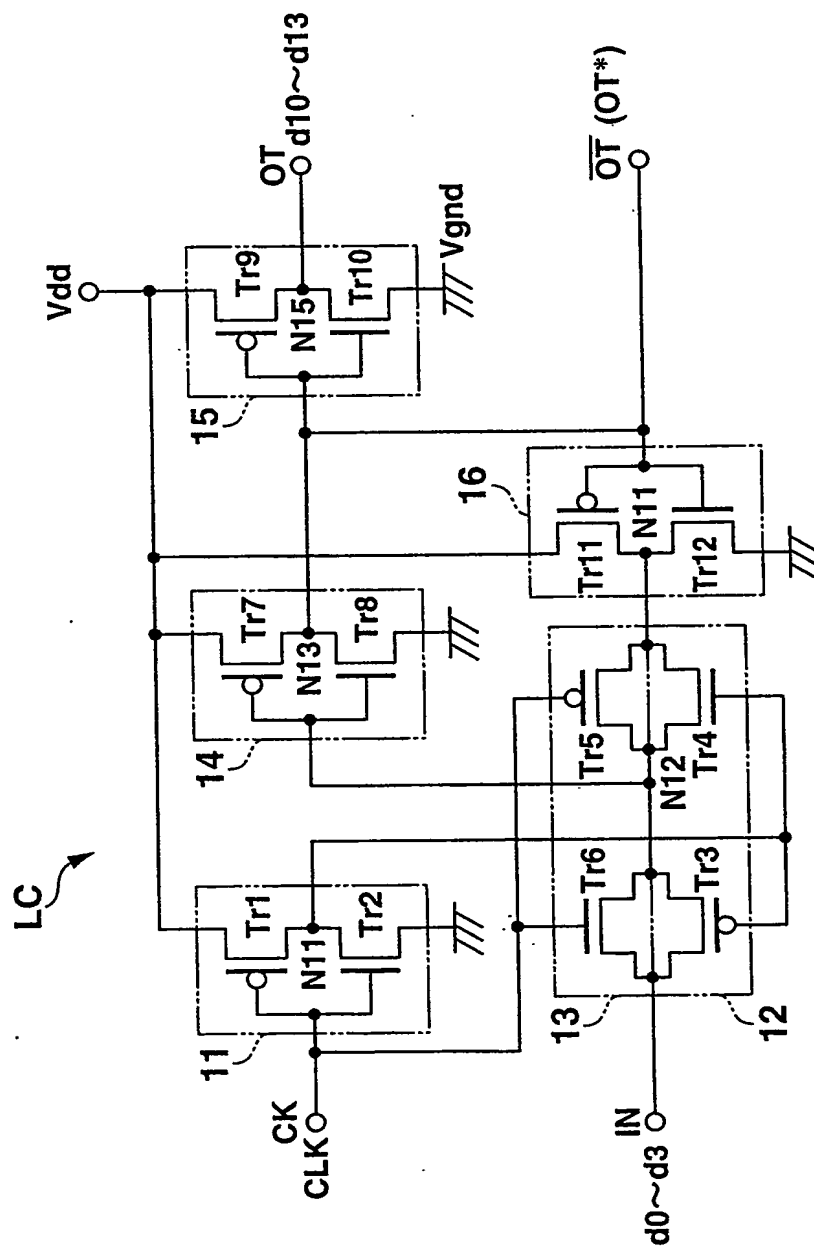 LC
Vdd
11
Tr1
N11
Tr2
CK
CLK
14
Tr7
N13
Tr8
15
Tr9
N15
Tr10
Vgnd
OT
d10~d13
13
12
Tr6
Tr3
Tr5
N12
Tr4
IN
d0~d3
16
Tr11
N11
Tr12
OT (OT*)